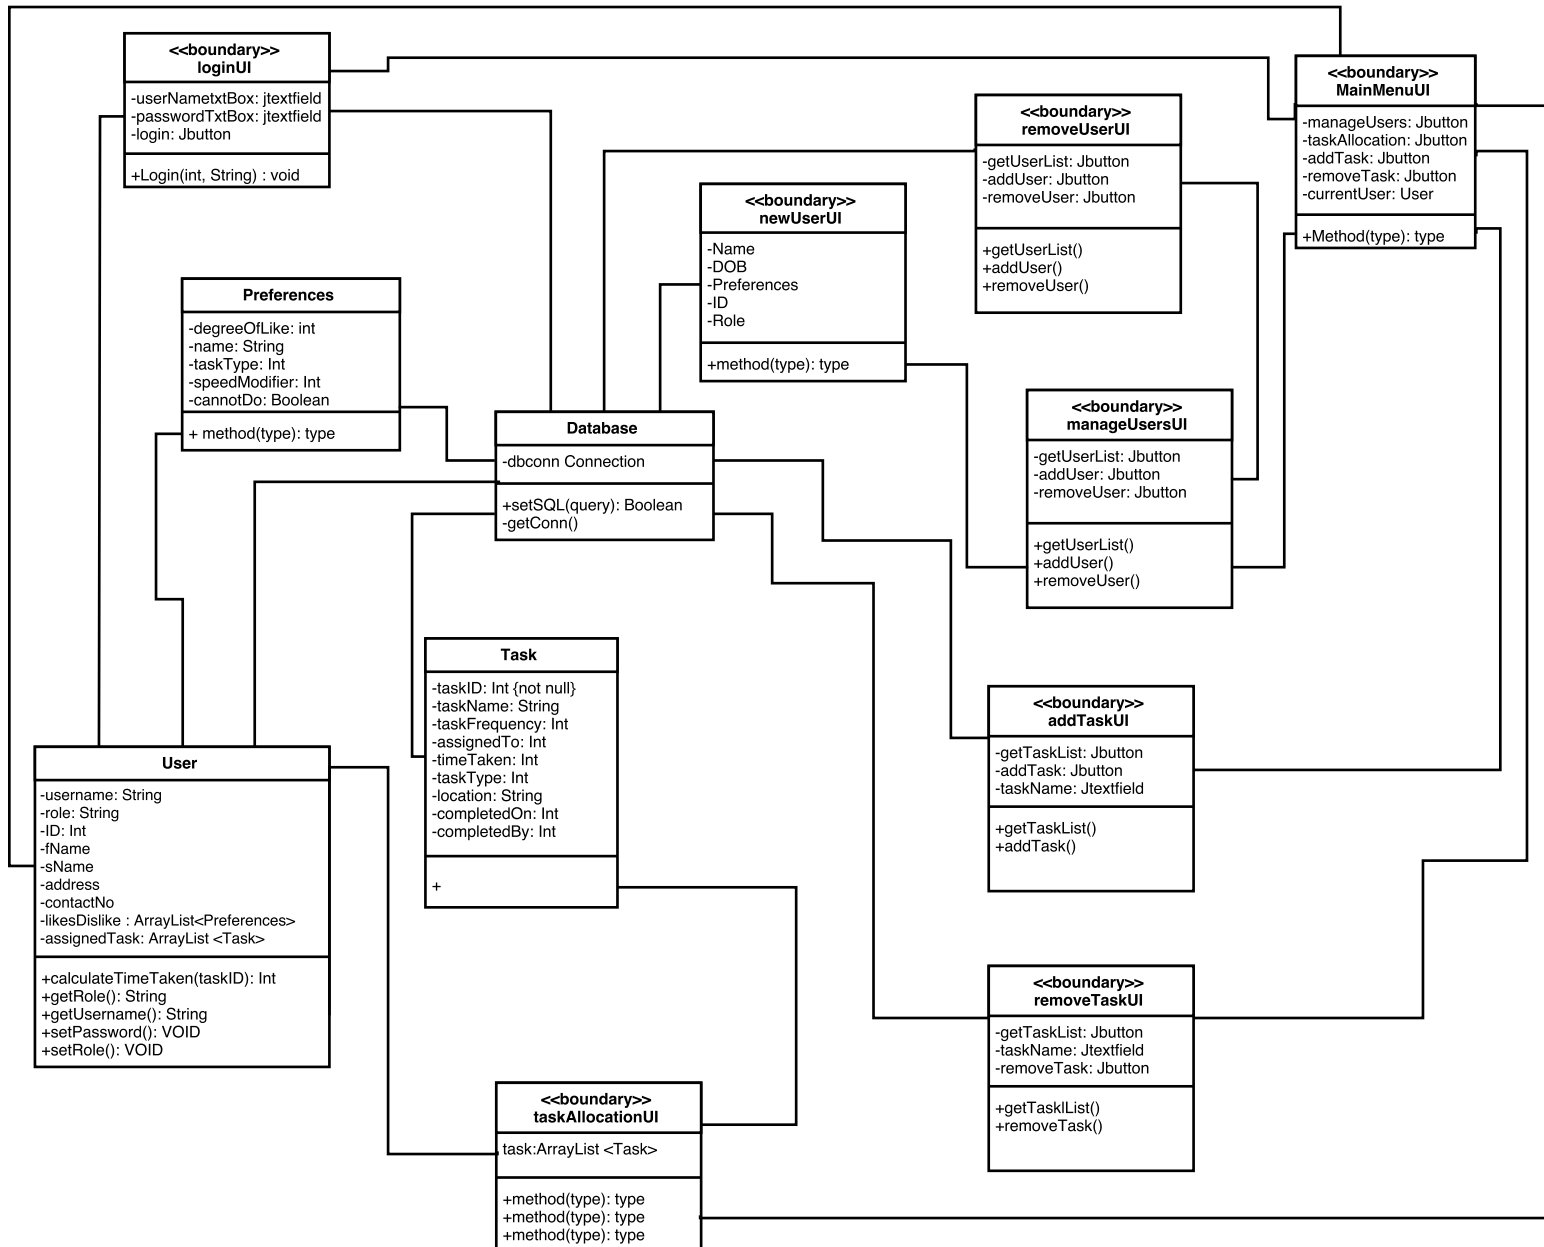 <<boundary>>
loginUI
-userNametxtBox: jtextfield
-passwordTxtBox: jtextfield
-login: Jbutton
+Login(int, String) : void
<<boundary>>
MainMenuUI
-manageUsers: Jbutton
-taskAllocation: Jbutton
-addTask: Jbutton
-removeTask: Jbutton
-currentUser: User
+Method(type): type
<<boundary>>
removeUserUI
-getUserList: Jbutton
-addUser: Jbutton
-removeUser: Jbutton
+getUserList()
+addUser()
+removeUser()
<<boundary>>
newUserUI
-Name
-DOB
-Preferences
-ID
-Role
+method(type): type
Preferences
-degreeOfLike: int
-name: String
-taskType: Int
-speedModifier: Int
-cannotDo: Boolean
+ method(type): type
<<boundary>>
manageUsersUI
-getUserList: Jbutton
-addUser: Jbutton
-removeUser: Jbutton
+getUserList()
+addUser()
+removeUser()
Database
-dbconn Connection
+setSQL(query): Boolean
-getConn()
Task
-taskID: Int {not null}
-taskName: String
-taskFrequency: Int
-assignedTo: Int
-timeTaken: Int
-taskType: Int
-location: String
-completedOn: Int
-completedBy: Int
+
<<boundary>>
addTaskUI
-getTaskList: Jbutton
-addTask: Jbutton
-taskName: Jtextfield
+getTaskList()
+addTask()
User
-username: String
-role: String
-ID: Int
-fName
-sName
-address
-contactNo
-likesDislike : ArrayList<Preferences>
-assignedTask: ArrayList <Task>
+calculateTimeTaken(taskID): Int
+getRole(): String
+getUsername(): String
+setPassword(): VOID
+setRole(): VOID
<<boundary>>
removeTaskUI
-getTaskList: Jbutton
-taskName: Jtextfield
-removeTask: Jbutton
+getTasklList()
+removeTask()
<<boundary>>
taskAllocationUI
task:ArrayList <Task>
+method(type): type
+method(type): type
+method(type): type